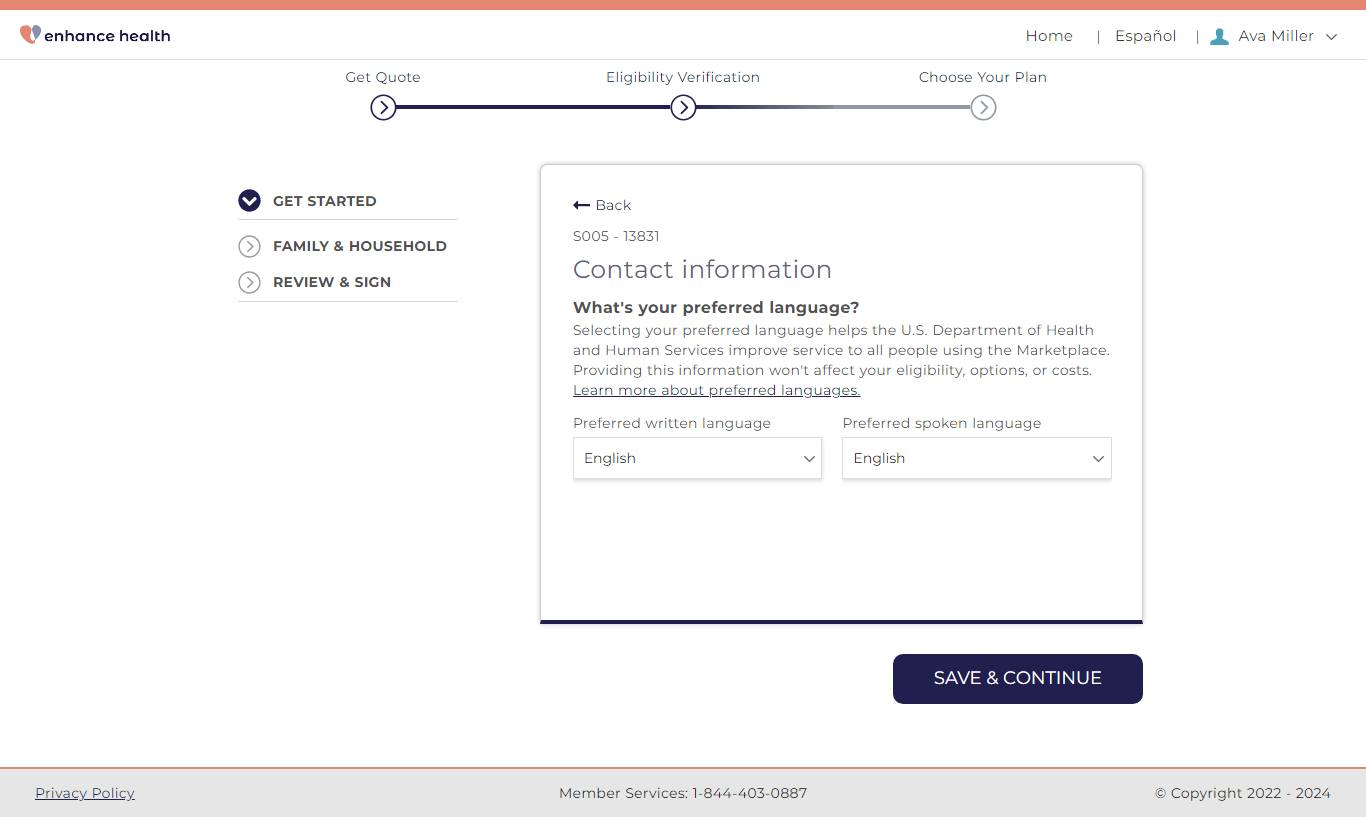 enhance health
Home | Español | Ava Miller
Get Quote Eligibility Verification Choose Your Plan
GET STARTED
FAMILY & HOUSEHOLD
REVIEW & SIGN
Back
S005 - 13831
Contact information
What's your preferred language?
Selecting your preferred language helps the U.S. Department of Health
and Human Services improve service to all people using the Marketplace.
Providing this information won't affect your eligibility, options, or costs.
Learn more about preferred languages.
Preferred written language Preferred spoken language
English English
SAVE & CONTINUE
Privacy Policy Member Services: 1-844-403-0887 © Copyright 2022 - 2024